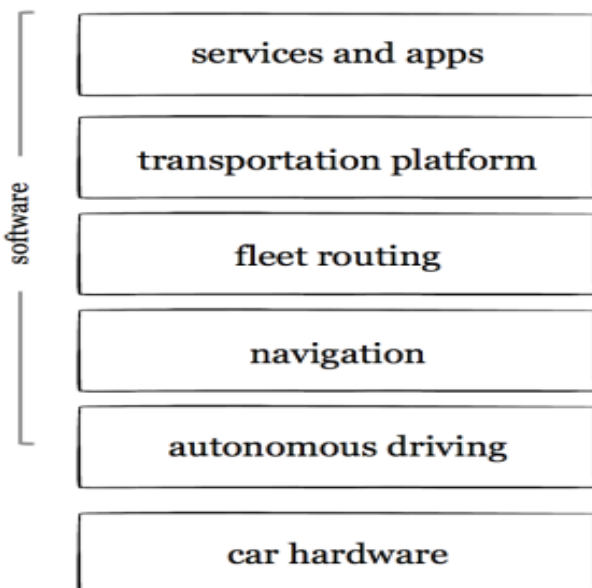 services and apps
transportation platform
software
fleet routing
navigation
autonomous driving
car hardware